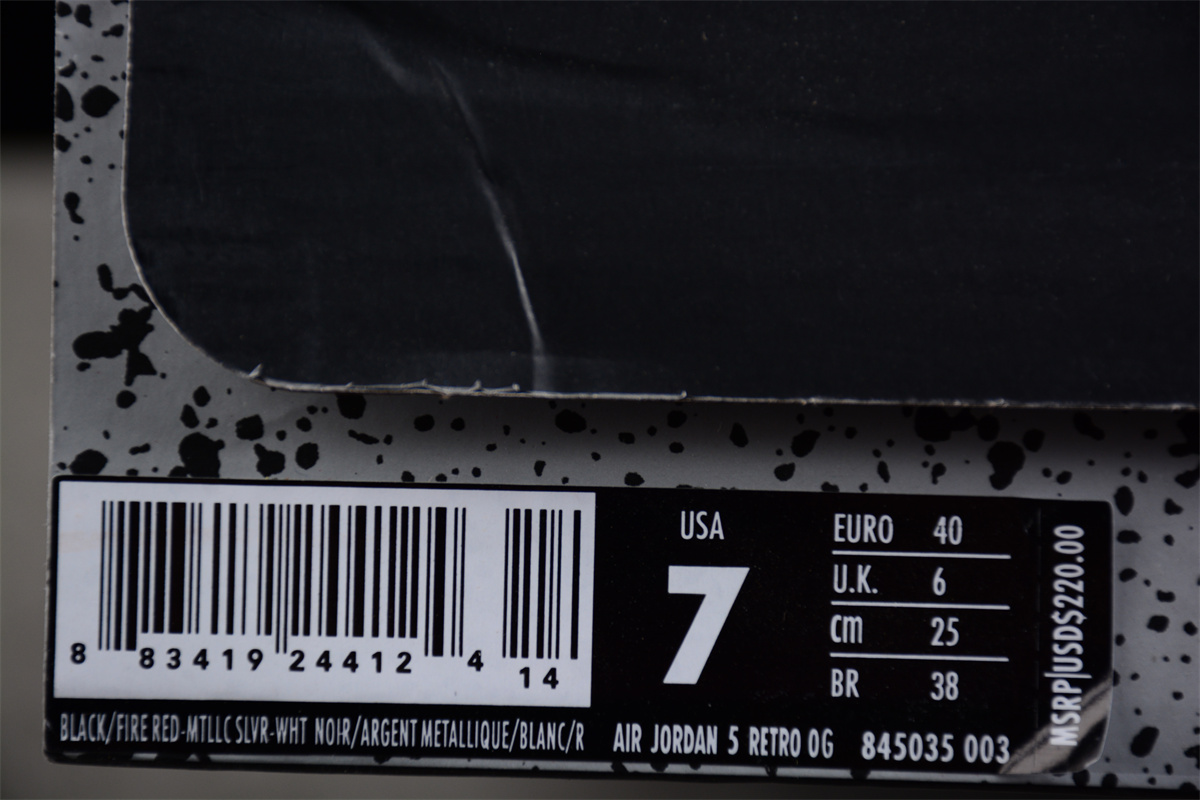 8 83419 24412 4 14
USA
7
EURO 40
U.K. 6
cm 25
BR 38
MSRP|USD$220.00
BLACK/FIRE RED-MTLLC SLVR-WHT NOIR/ARGENT METALLIQUE/BLANC/R
AIR JORDAN 5 RETRO OG 845035 003